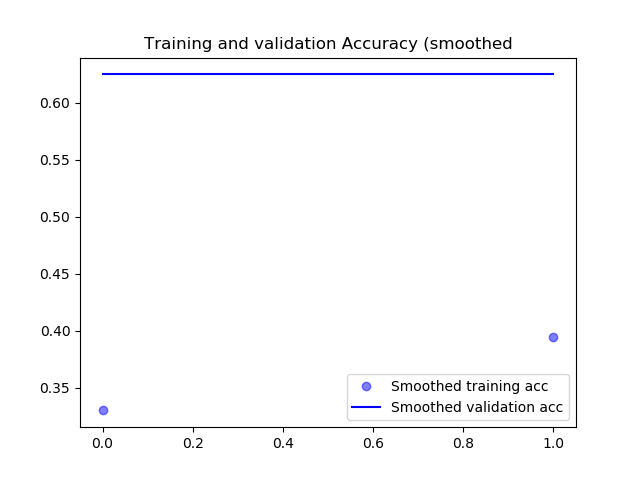 Training and validation Accuracy (smoothed
0.60
0.55
0.50
0.45
0.40
0.35
Smoothed training acc
Smoothed validation acc
0.0 0.2 0.4 0.6 0.8 1.0